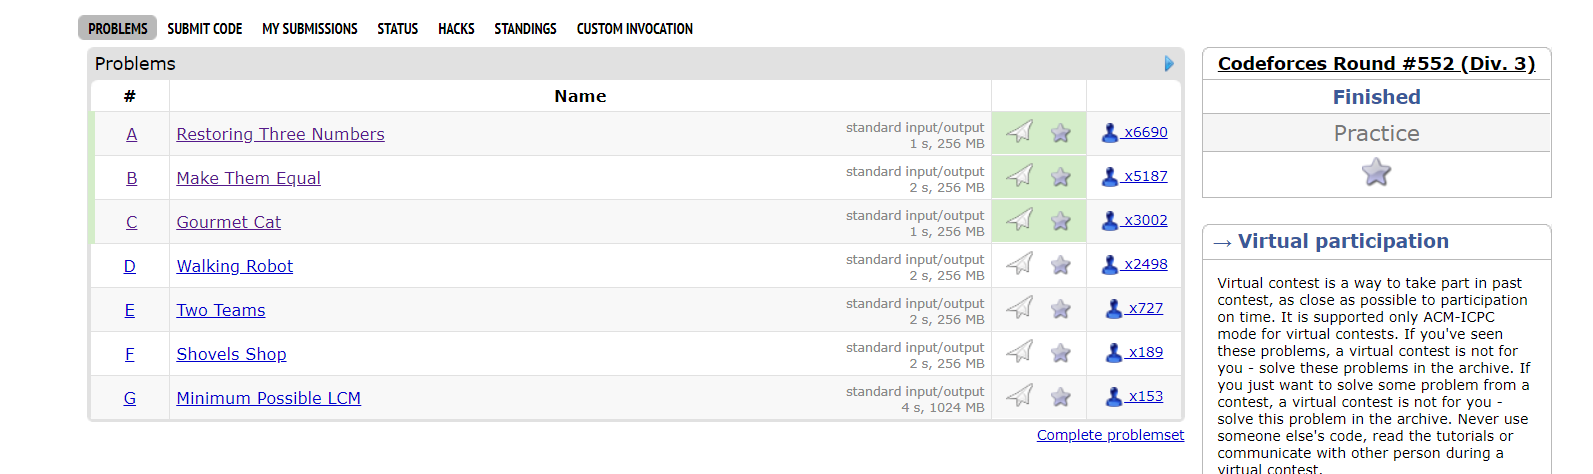 PROBLEMS SUBMIT CODE MY SUBMISSIONS STATUS HACKS STANDINGS CUSTOM INVOCATION
Problems
# Name
A Restoring Three Numbers standard input/output
1 s, 256 MB x6690
B Make Them Equal standard input/output
2 s, 256 MB x5187
C Gourmet Cat standard input/output
1 s, 256 MB x3002
D Walking Robot standard input/output
2 s, 256 MB x2498
E Two Teams standard input/output
2 s, 256 MB x727
F Shovels Shop standard input/output
2 s, 256 MB x189
G Minimum Possible LCM standard input/output
4 s, 1024 MB x153
Complete problemset
Codeforces Round #552 (Div. 3)
Finished
Practice
→ Virtual participation
Virtual contest is a way to take part in past
contest, as close as possible to participation
on time. It is supported only ACM-ICPC
mode for virtual contests. If you've seen
these problems, a virtual contest is not for
you - solve these problems in the archive. If
you just want to solve some problem from a
contest, a virtual contest is not for you -
solve this problem in the archive. Never use
someone else's code, read the tutorials or
communicate with other person during a
virtual contest.